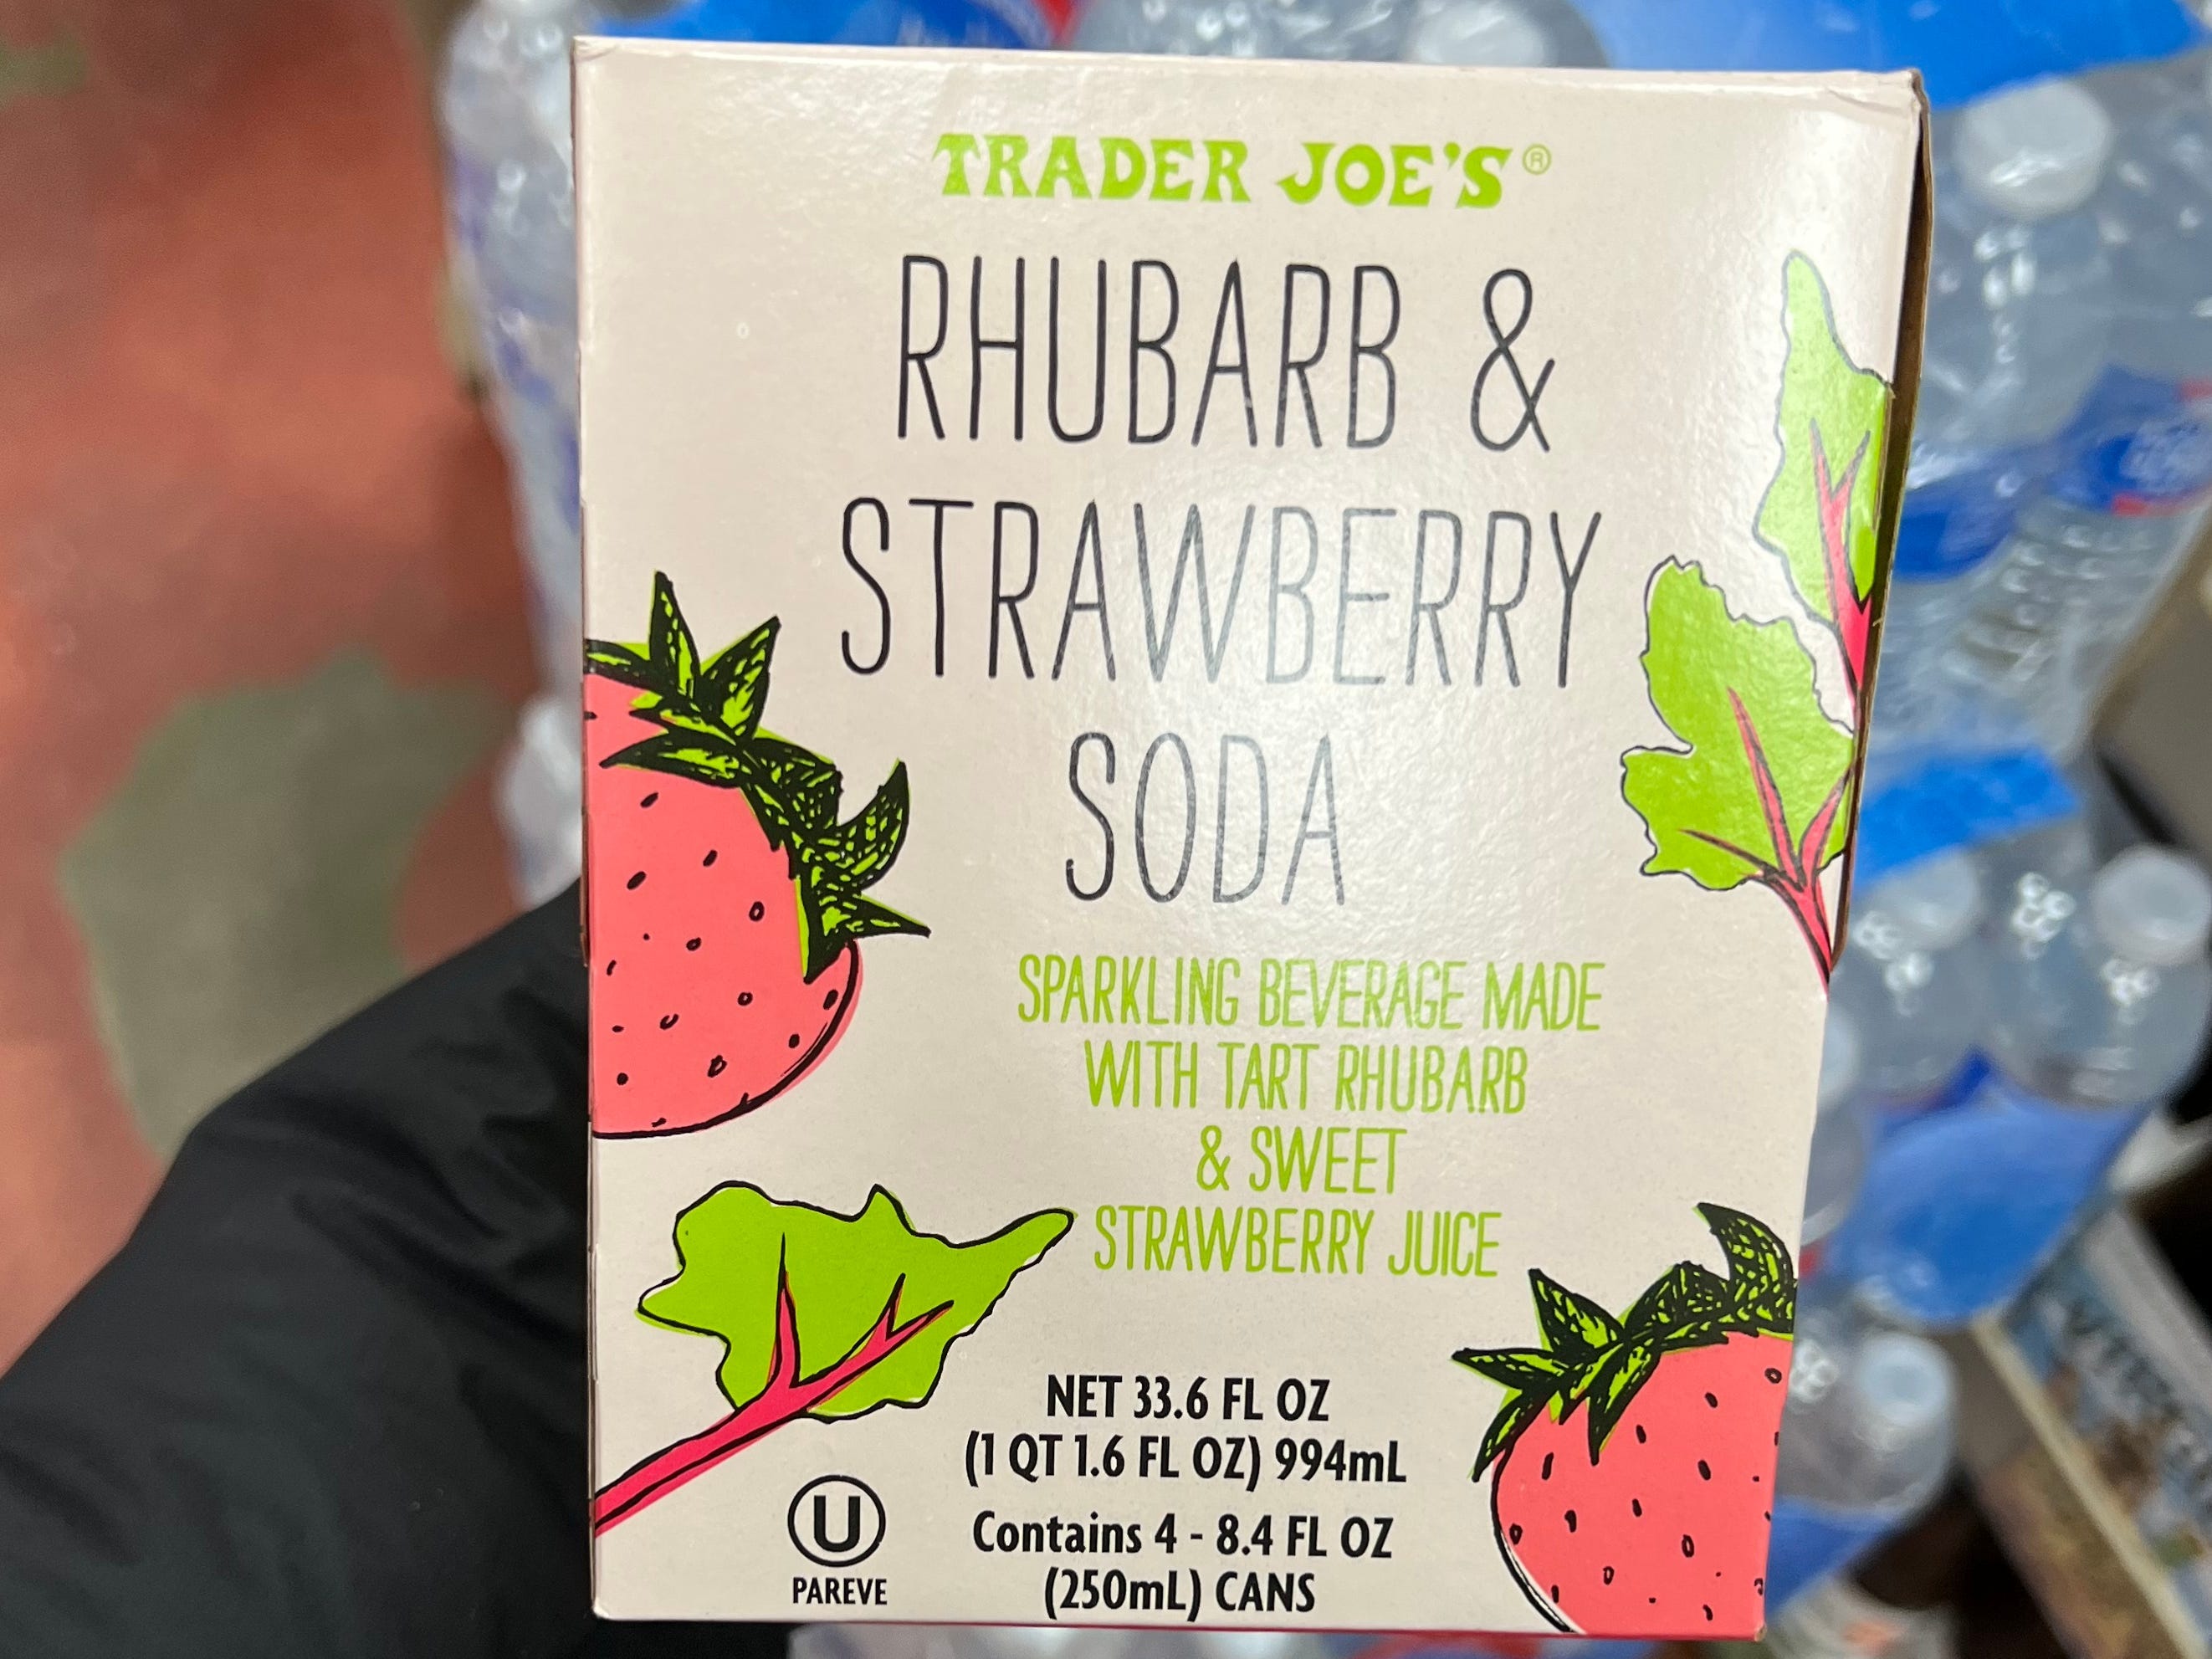 TRADER JOE'S®
RHUBARB &
STRAWBERRY
SODA
SPARKLING BEVERAGE MADE
WITH TART RHUBARB
& SWEET
STRAWBERRY JUICE
NET 33.6 FL OZ
(1 QT 1.6 FL OZ) 994mL
Contains 4 - 8.4 FL OZ
(250mL) CANS
U
PAREVE